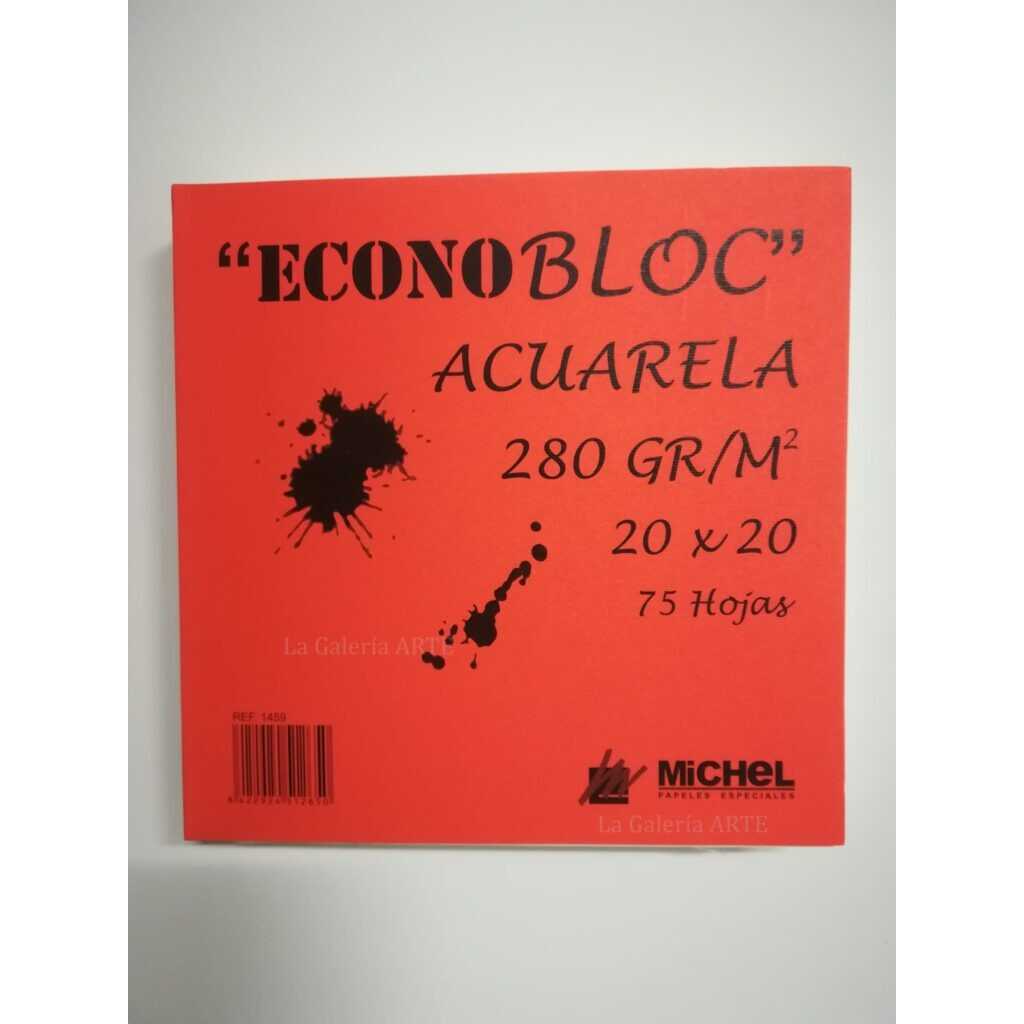 “ECONOBLOC”
ACUARELA
280 GR/M²
20 x 20
75 Hojas
La Galería ARTE
REF. 1459
MiCHeL
PAPELES ESPECIALES
La Galería ARTE